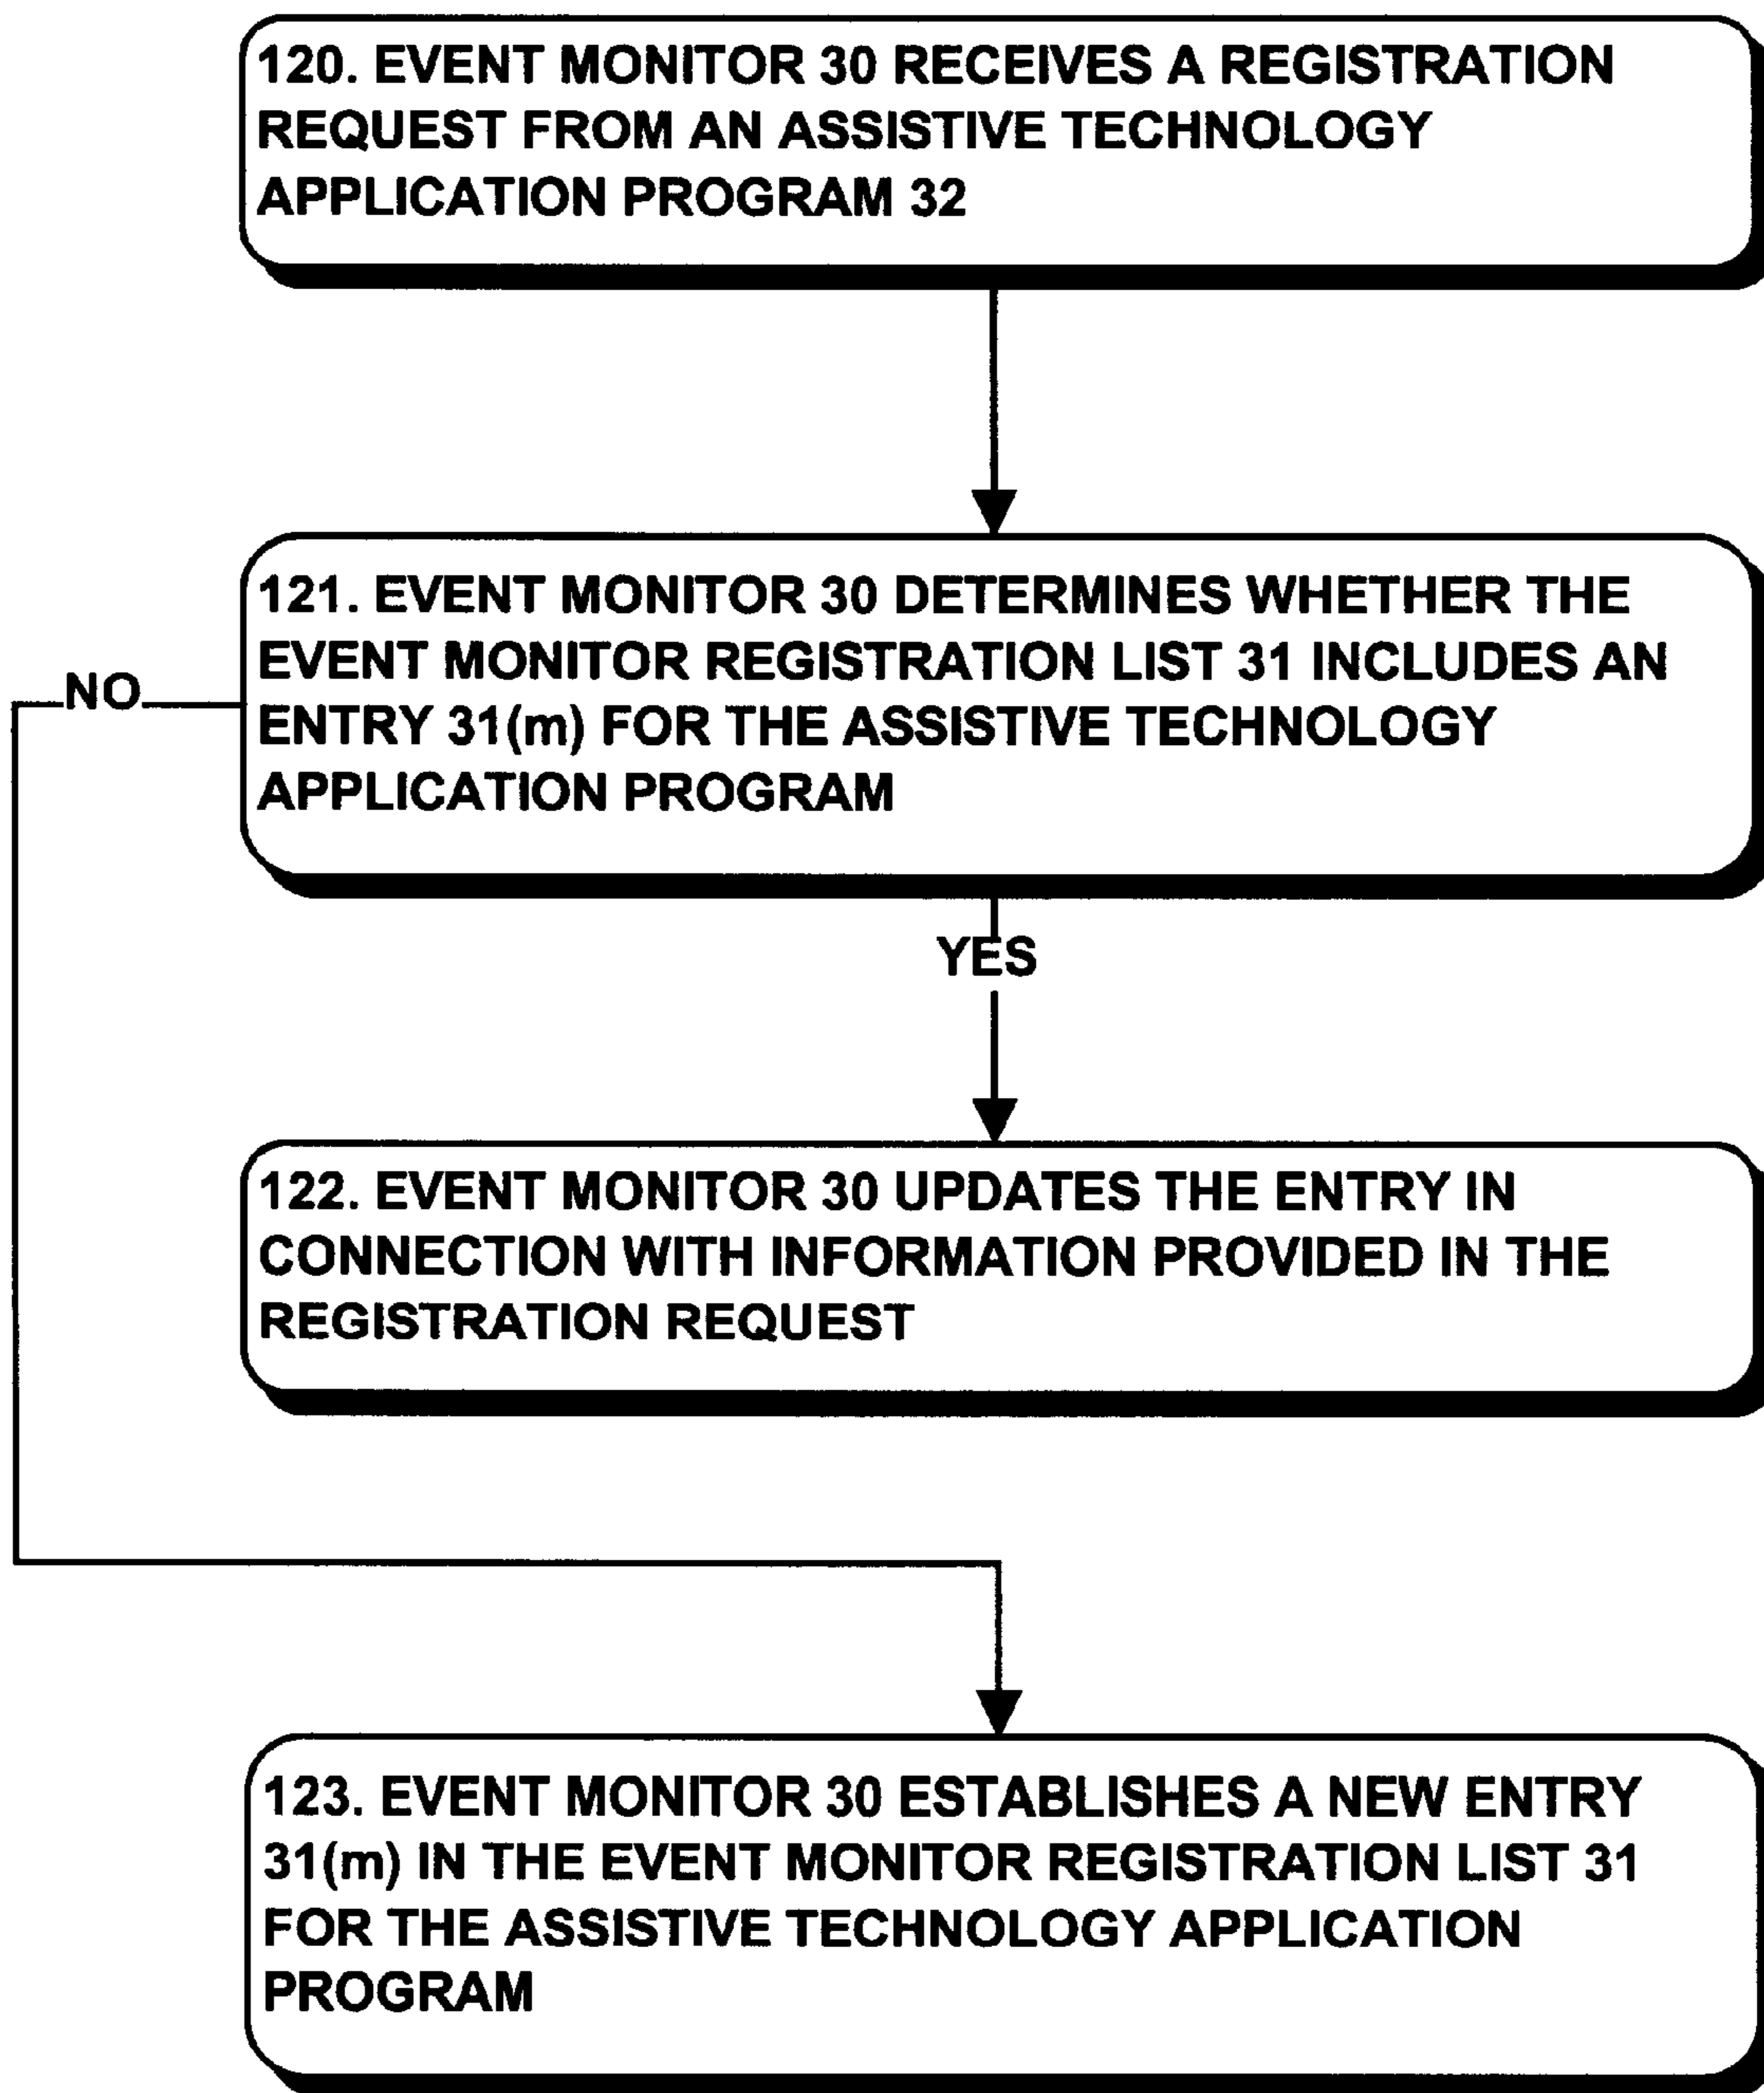 120. EVENT MONITOR 30 RECEIVES A REGISTRATION
REQUEST FROM AN ASSISTIVE TECHNOLOGY
APPLICATION PROGRAM 32
121. EVENT MONITOR 30 DETERMINES WHETHER THE
EVENT MONITOR REGISTRATION LIST 31 INCLUDES AN
ENTRY 31(m) FOR THE ASSISTIVE TECHNOLOGY
APPLICATION PROGRAM
NO
YES
122. EVENT MONITOR 30 UPDATES THE ENTRY IN
CONNECTION WITH INFORMATION PROVIDED IN THE
REGISTRATION REQUEST
123. EVENT MONITOR 30 ESTABLISHES A NEW ENTRY
31(m) IN THE EVENT MONITOR REGISTRATION LIST 31
FOR THE ASSISTIVE TECHNOLOGY APPLICATION
PROGRAM